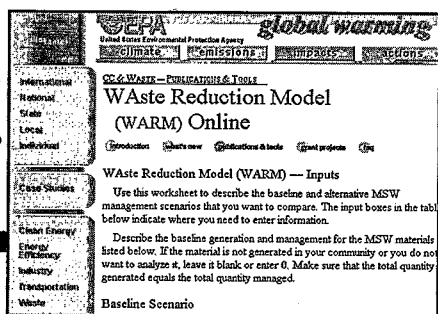 EPA
global warming
United States Environmental Protection Agency
climate emissions impacts actions
International
National
State
Local
Individual
Case Studies
Clean Energy
Energy
Efficiency
Industry
Transportation
Waste
CC & WASTE — PUBLICATIONS & TOOLS
WAste Reduction Model
(WARM) Online
Introduction what's new publications & tools grant projects faq
WAste Reduction Model (WARM) — Inputs
Use this worksheet to describe the baseline and alternative MSW
management scenarios that you want to compare. The input boxes in the tabl
below indicate where you need to enter information.
Describe the baseline generation and management for the MSW materials
listed below. If the material is not generated in your community or you do not
want to analyze it, leave it blank or enter 0. Make sure that the total quantity
generated equals the total quantity managed.
Baseline Scenario